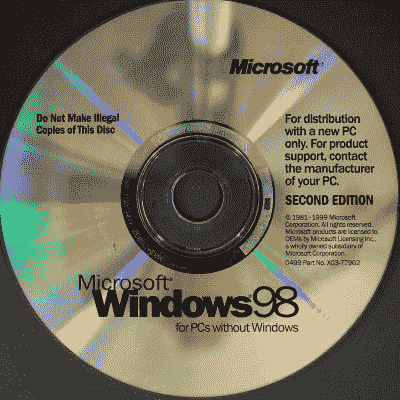 Microsoft®
Do Not Make Illegal
Copies of This Disc
For distribution
with a new PC
only. For product
support, contact
the manufacturer
of your PC.
SECOND EDITION
© 1981-1999 Microsoft
Corporation. All rights reserved.
Microsoft products are licensed to
OEMs by Microsoft Licensing Inc.,
a wholly owned subsidiary of
Microsoft Corporation.
0499 Part No. X03-77962
Microsoft®
Windows98
for PCs without Windows